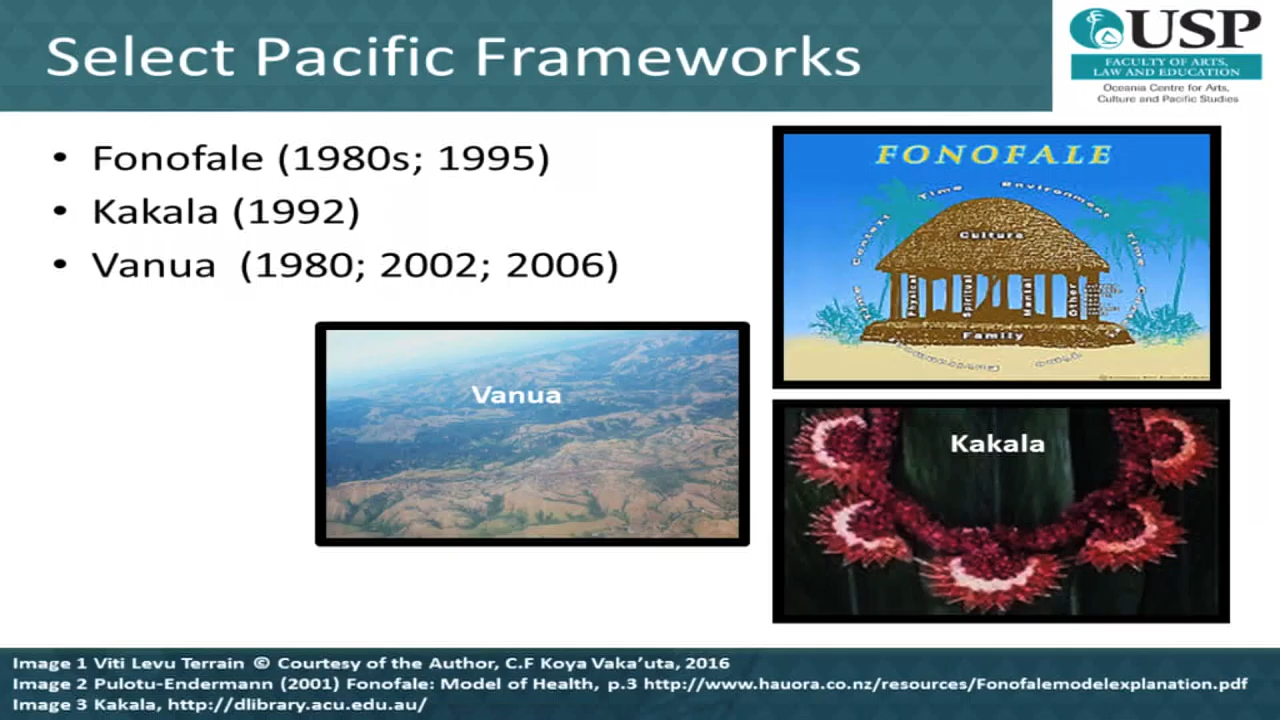 Select Pacific Frameworks
USP
FACULTY OF ARTS,
LAW AND EDUCATION
Oceania Centre for Arts,
Culture and Pacific Studies
• Fonofale (1980s; 1995)
• Kakala (1992)
• Vanua (1980; 2002; 2006)
FONOFALE
Time Environment Time
Context
Culture
Physical
Spiritual
Mental
Other
Family
Vanua
Kakala
Image 1 Viti Levu Terrain © Courtesy of the Author, C.F Koya Vaka’uta, 2016
Image 2 Pulotu-Endermann (2001) Fonofale: Model of Health, p.3 http://www.hauora.co.nz/resources/Fonofalemodelexplanation.pdf
Image 3 Kakala, http://dlibrary.acu.edu.au/